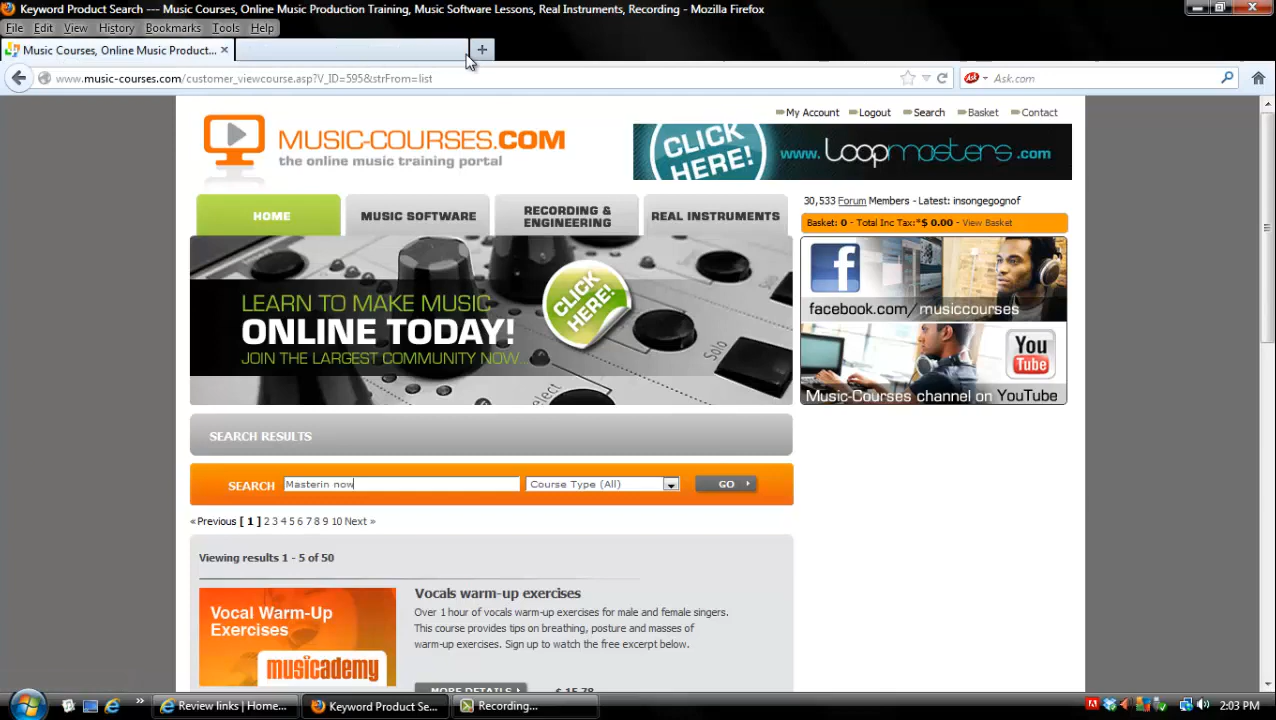 Keyword Product Search --- Music Courses, Online Music Production Training, Music Software Lessons, Real Instruments, Recording - Mozilla Firefox
File Edit View History Bookmarks Tools Help
Music Courses, Online Music Product...
www.music-courses.com/customer_viewcourse.asp?V_ID=595&strFrom=list
Ask.com
My Account Logout Search Basket Contact
MUSIC-COURSES.COM
the online music training portal
CLICK HERE!
www.Loopmasters.com
HOME
MUSIC SOFTWARE
RECORDING &
ENGINEERING
REAL INSTRUMENTS
30,533 Forum Members - Latest: insongegognof
Basket: 0 - Total Inc Tax:*$ 0.00 - View Basket
LEARN TO MAKE MUSIC
ONLINE TODAY!
JOIN THE LARGEST COMMUNITY NOW...
CLICK
HERE!
Solo
Select
facebook.com/musiccourses
You
Tube
Music-Courses channel on YouTube
SEARCH RESULTS
SEARCH Masterin now Course Type (All) GO
«Previous [ 1 ] 2 3 4 5 6 7 8 9 10 Next »
Viewing results 1 - 5 of 50
Vocal Warm-Up
Exercises
musicademy
Vocals warm-up exercises
Over 1 hour of vocals warm-up exercises for male and female singers.
This course provides tips on breathing, posture and masses of
warm-up exercises. Sign up to watch the free excerpt below.
MORE DETAILS
$ 15.78
Review links | Home...
Keyword Product Se...
Recording...
2:03 PM